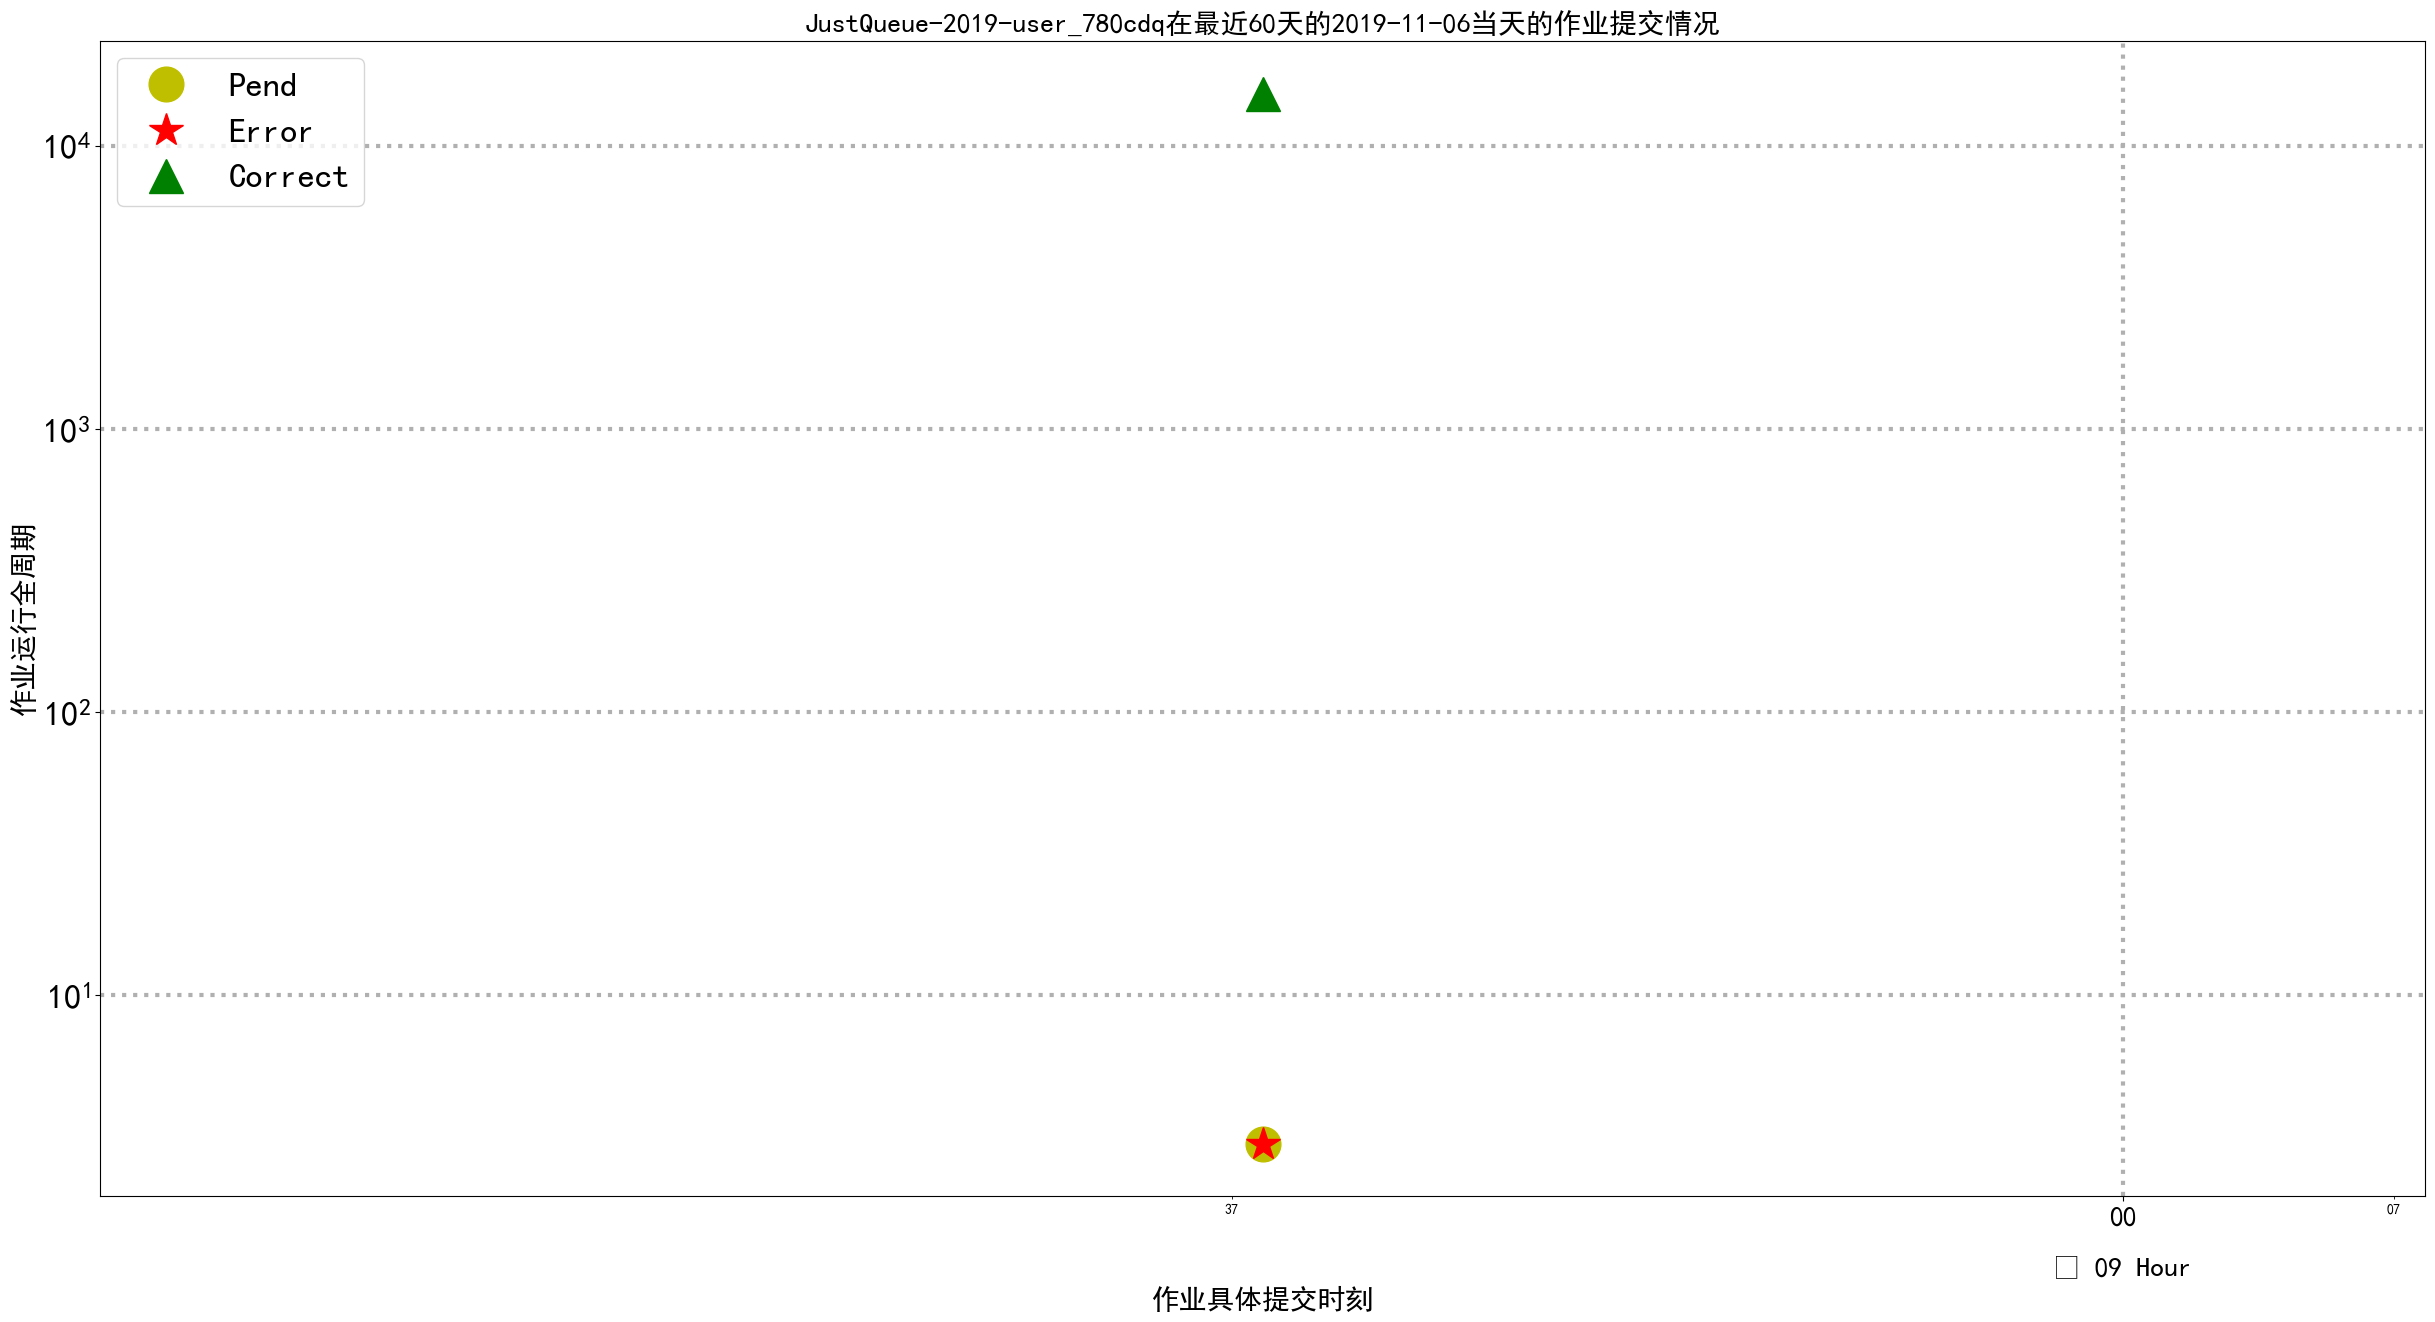 JustQueue-2019-user_780cdq在最近60天的2019-11-06当天的作业提交情况
Pend
Error
Correct
10⁴
10³
10²
10¹
作业运行全周期
37
00
07
09 Hour
作业具体提交时刻